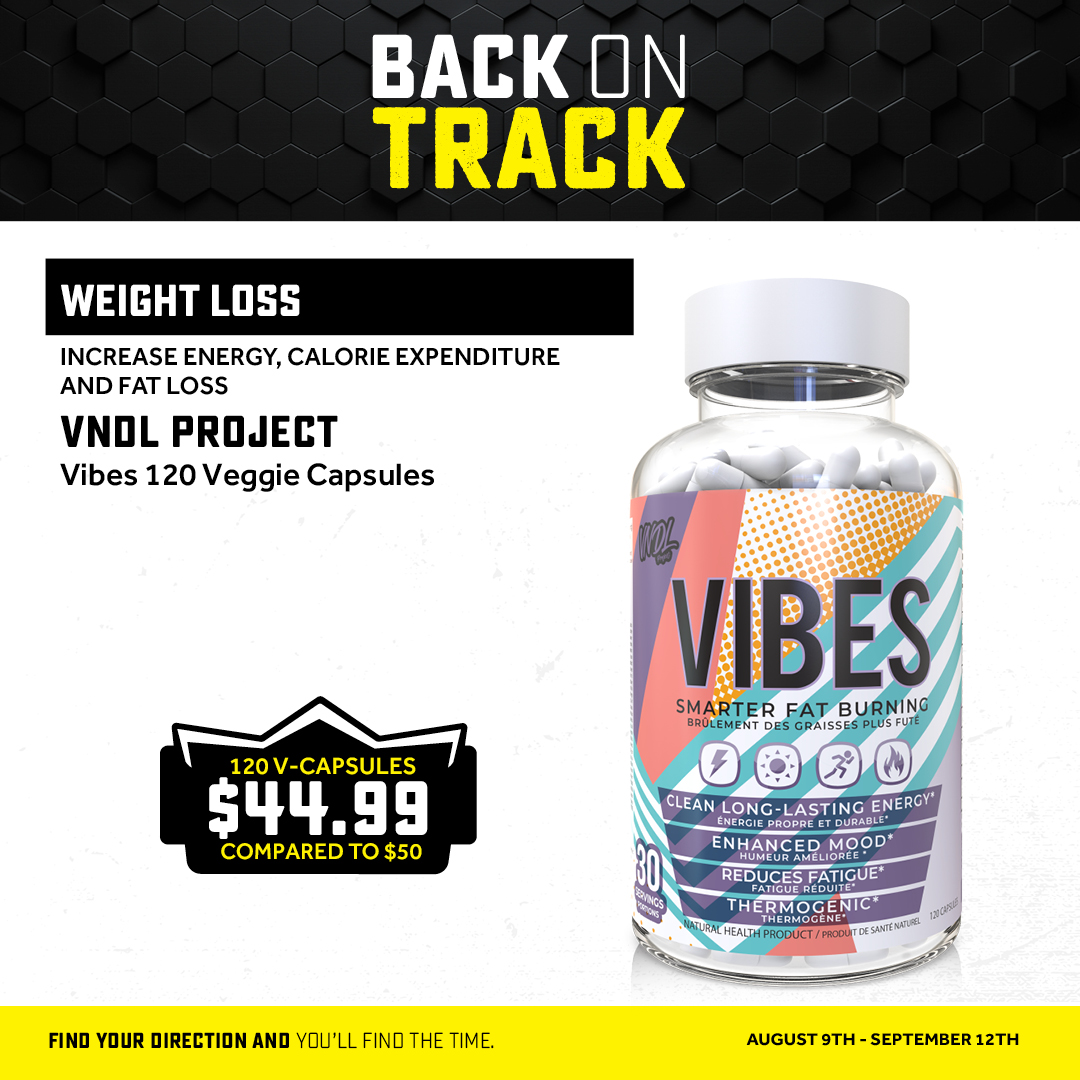 BACK ON
TRACK
WEIGHT LOSS
INCREASE ENERGY, CALORIE EXPENDITURE
AND FAT LOSS
VNDL PROJECT
Vibes 120 Veggie Capsules
120 V-CAPSULES
$44.99
COMPARED TO $50
VNDL
VIBES
SMARTER FAT BURNING
BRÛLEMENT DES GRAISSES PLUS FUTÉ
CLEAN LONG-LASTING ENERGY*
ÉNERGIE PROPRE ET DURABLE*
ENHANCED MOOD*
HUMEUR AMÉLIORÉE *
REDUCES FATIGUE*
FATIGUE RÉDUITE*
THERMOGENIC*
THERMOGÈNE*
30
SERVINGS
PORTIONS
NATURAL HEALTH PRODUCT / PRODUIT DE SANTÉ NATUREL
120 CAPSULES
FIND YOUR DIRECTION AND YOU'LL FIND THE TIME.
AUGUST 9TH - SEPTEMBER 12TH